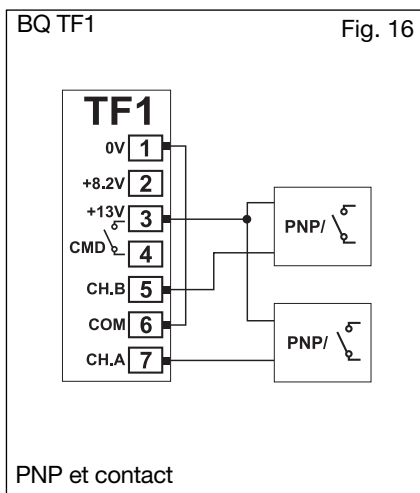 BQ TF1 Fig. 16
TF1
0V 1
+8.2V 2
+13V 3
CMD 4
CH.B 5
COM 6
CH.A 7
PNP/
PNP/
PNP et contact